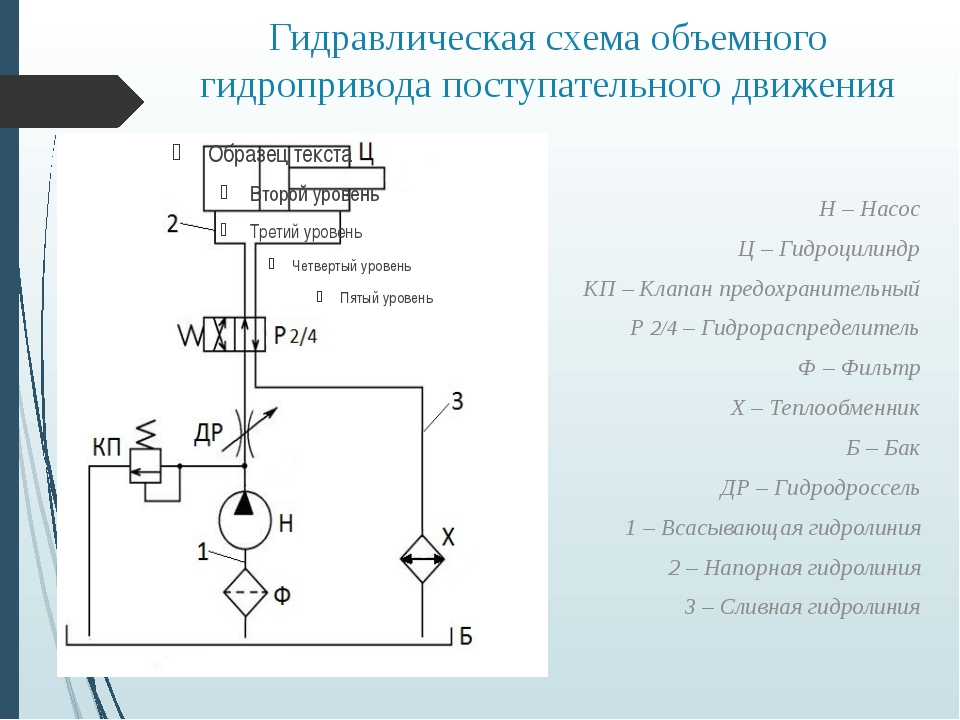 Гидравлическая схема объемного
гидропривода поступательного движения
Образец текста
Второй уровень
Третий уровень
Четвертый уровень
Пятый уровень
Ц
2
Р 2/4
3
ДР
КП
Н
Х
1
Ф
Б
Н – Насос
Ц – Гидроцилиндр
КП – Клапан предохранительный
Р 2/4 – Гидрораспределитель
Ф – Фильтр
Х – Теплообменник
Б – Бак
ДР – Гидродроссель
1 – Всасывающая гидролиния
2 – Напорная гидролиния
3 – Сливная гидролиния